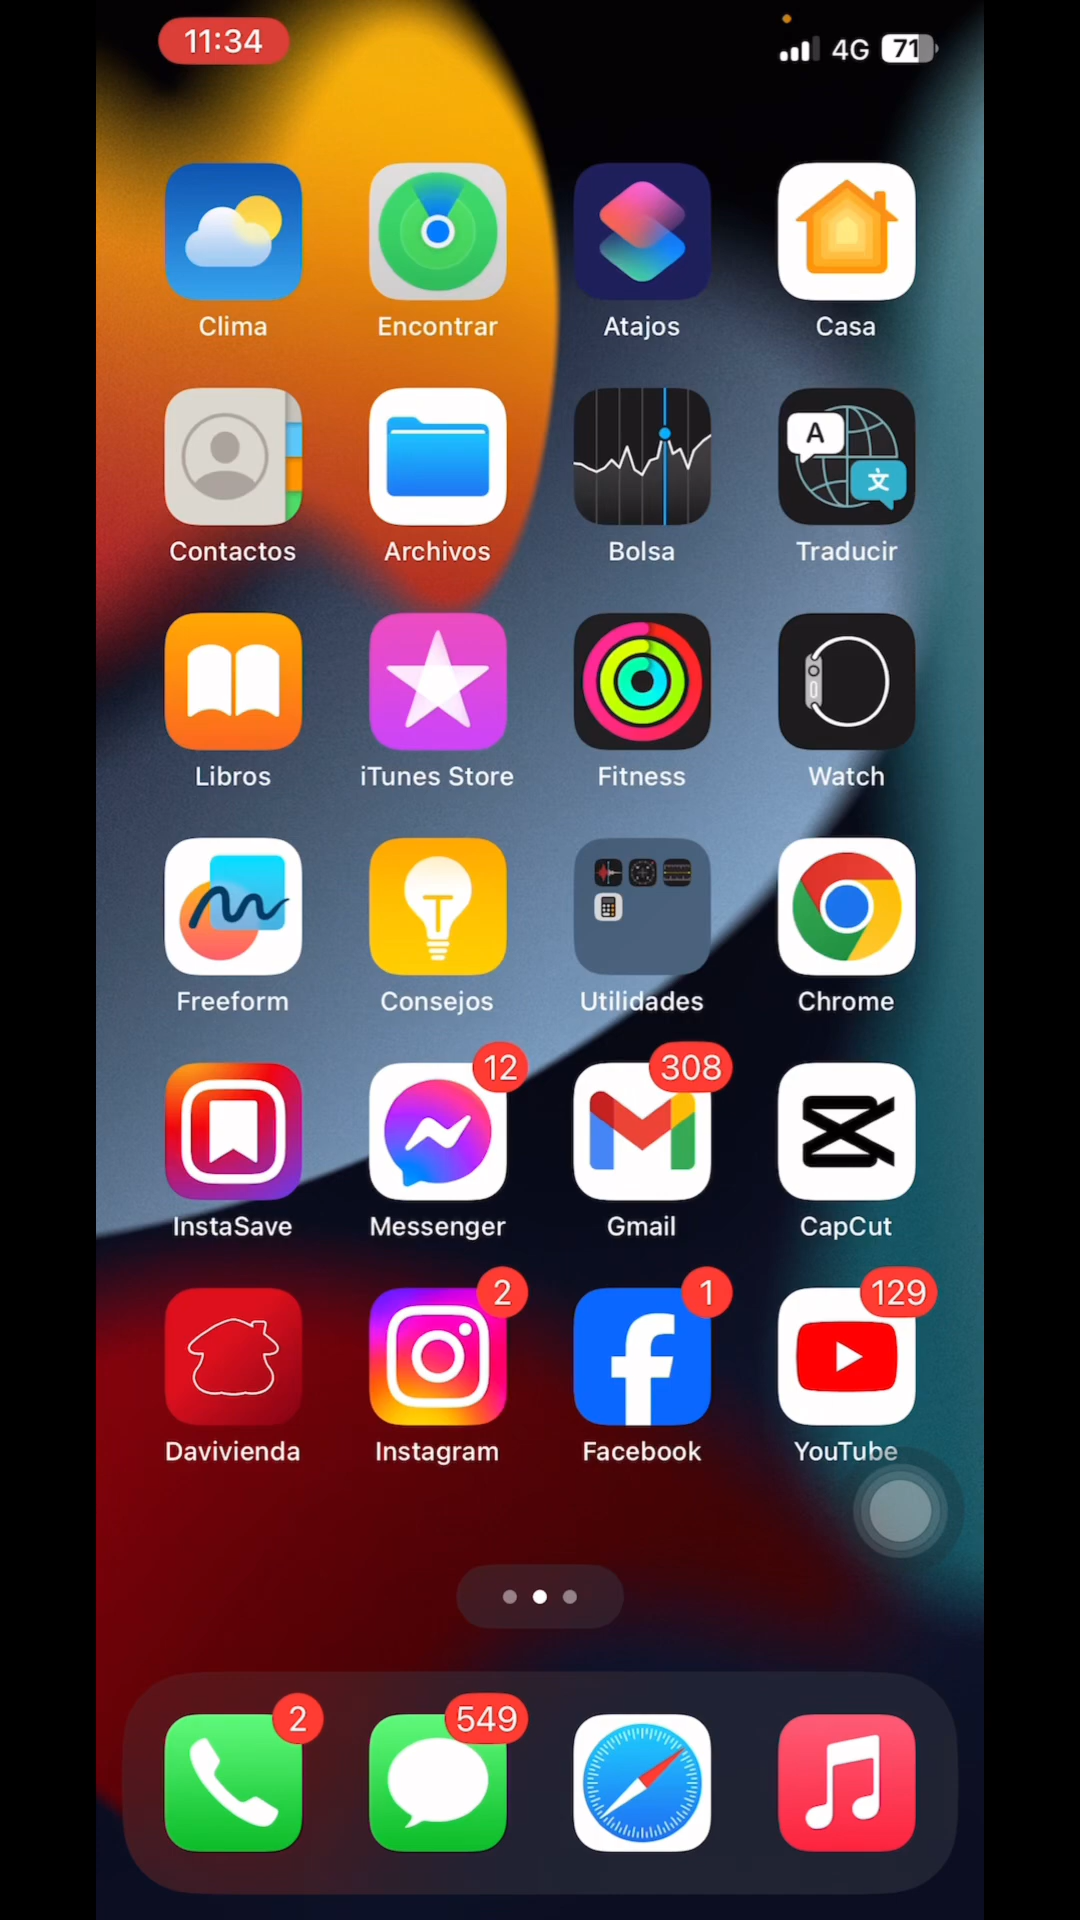 11:34 4G 71
Clima Encontrar Atajos Casa
A 文
Contactos Archivos Bolsa Traducir
Libros iTunes Store Fitness Watch
Freeform Consejos Utilidades Chrome
12 308
InstaSave Messenger Gmail CapCut
2 1 129
Davivienda Instagram Facebook YouTube
2 549